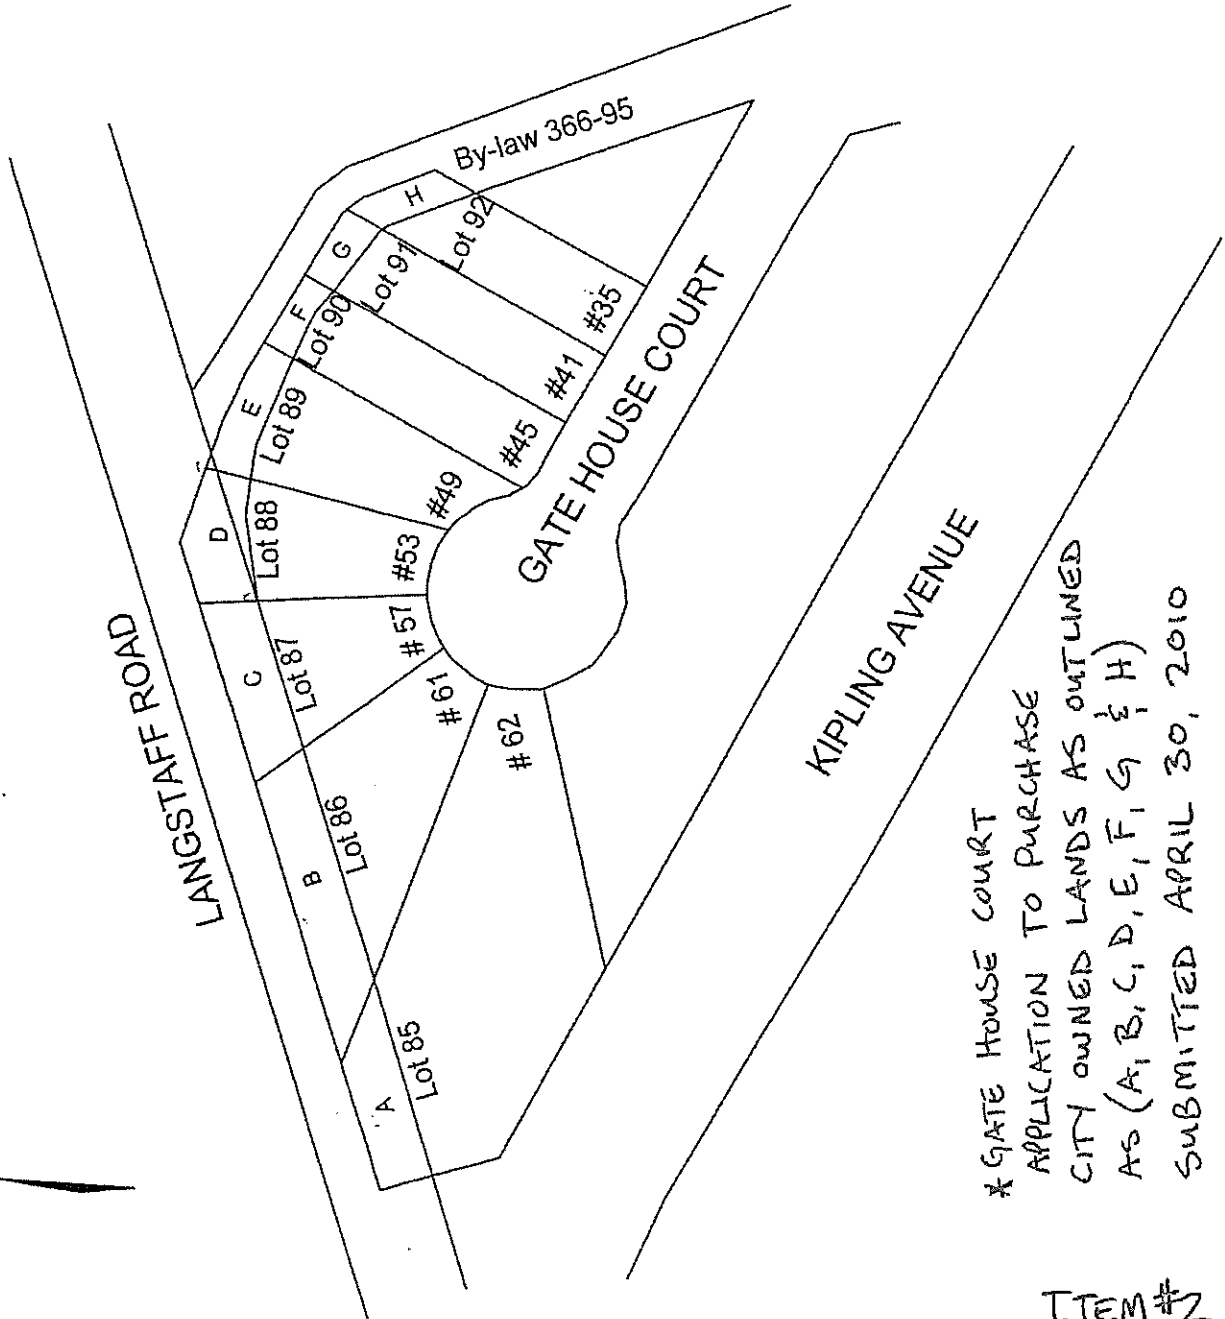 LANGSTAFF ROAD
By-law 366-95
A
B
C
D
E
F
G
H
Lot 85
Lot 86
Lot 87
Lot 88
Lot 89
Lot 90
Lot 91
Lot 92
# 62
# 61
# 57
#53
#49
#45
#41
#35
GATE HOUSE COURT
KIPLING AVENUE
* GATE HOUSE COURT
APPLICATION TO PURCHASE
CITY OWNED LANDS AS OUTLINED
AS (A, B, C, D, E, F, G & H)
SUBMITTED APRIL 30, 2010
ITEM #2